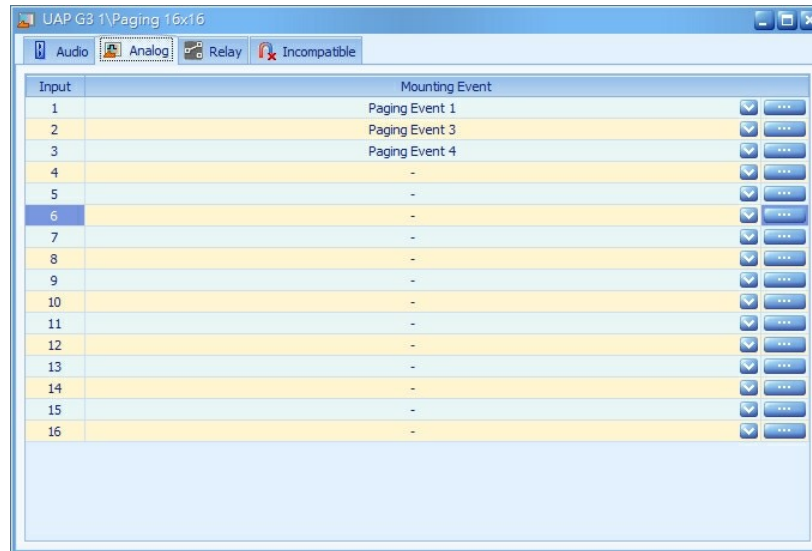 UAP G3 1\Paging 16x16
Audio Analog Relay Incompatible
Input Mounting Event
1 Paging Event 1
2 Paging Event 3
3 Paging Event 4
4 -
5 -
6 -
7 -
8 -
9 -
10 -
11 -
12 -
13 -
14 -
15 -
16 -